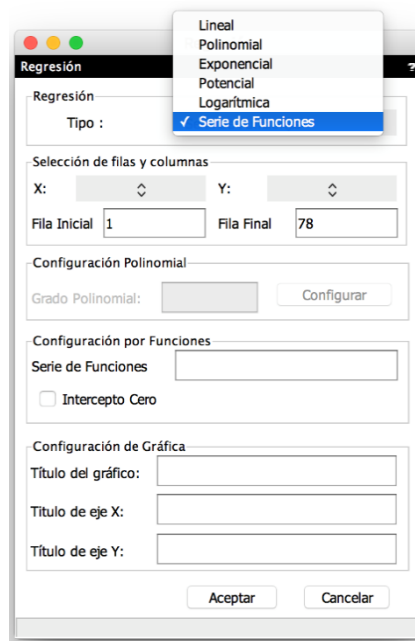 Lineal
Polinomial
Exponencial
Potencial
Logarítmica
✓ Serie de Funciones
Regresión ?
Regresión
Tipo :
Selección de filas y columnas
X: Y:
Fila Inicial 1 Fila Final 78
Configuración Polinomial
Grado Polinomial: Configurar
Configuración por Funciones
Serie de Funciones
Intercepto Cero
Configuración de Gráfica
Título del gráfico:
Titulo de eje X:
Título de eje Y:
Aceptar Cancelar